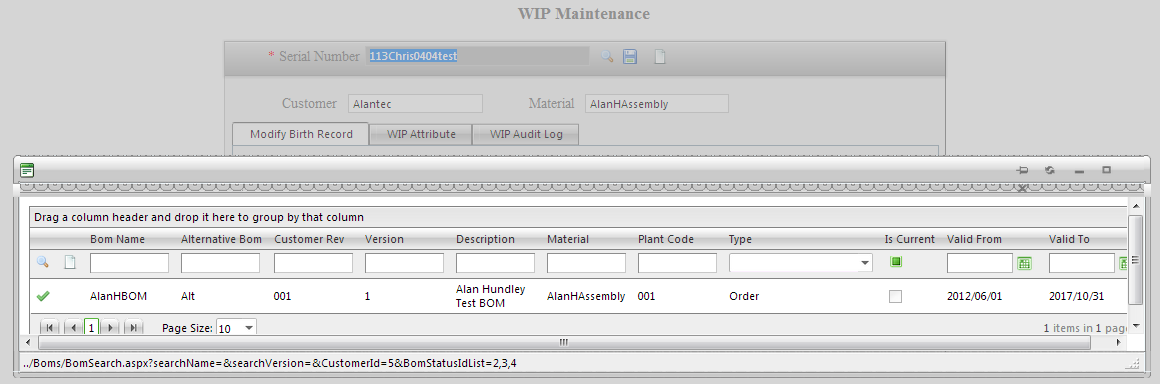 WIP Maintenance
* Serial Number 113Chris0404test
Customer Alantec Material AlanHAssembly
Modify Birth Record WIP Attribute WIP Audit Log
Drag a column header and drop it here to group by that column
Bom Name Alternative Bom Customer Rev Version Description Material Plant Code Type Is Current Valid From Valid To
AlanHBOM Alt 001 1 Alan Hundley Test BOM AlanHAssembly 001 Order 2012/06/01 2017/10/31
1 Page Size: 10 1 items in 1 page
../Boms/BomSearch.aspx?searchName=&searchVersion=&CustomerId=5&BomStatusIdList=2,3,4